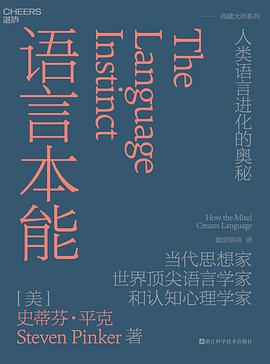 CHEERS
湛庐
典藏大师系列
语言本能
The
Language
Instinct
人类语言进化的奥秘
How the Mind
Creates Language
欧阳明亮 译
当代思想家
世界顶尖语言学家
和认知心理学家
[美]
史蒂芬·平克
Steven Pinker 著
浙江科学技术出版社